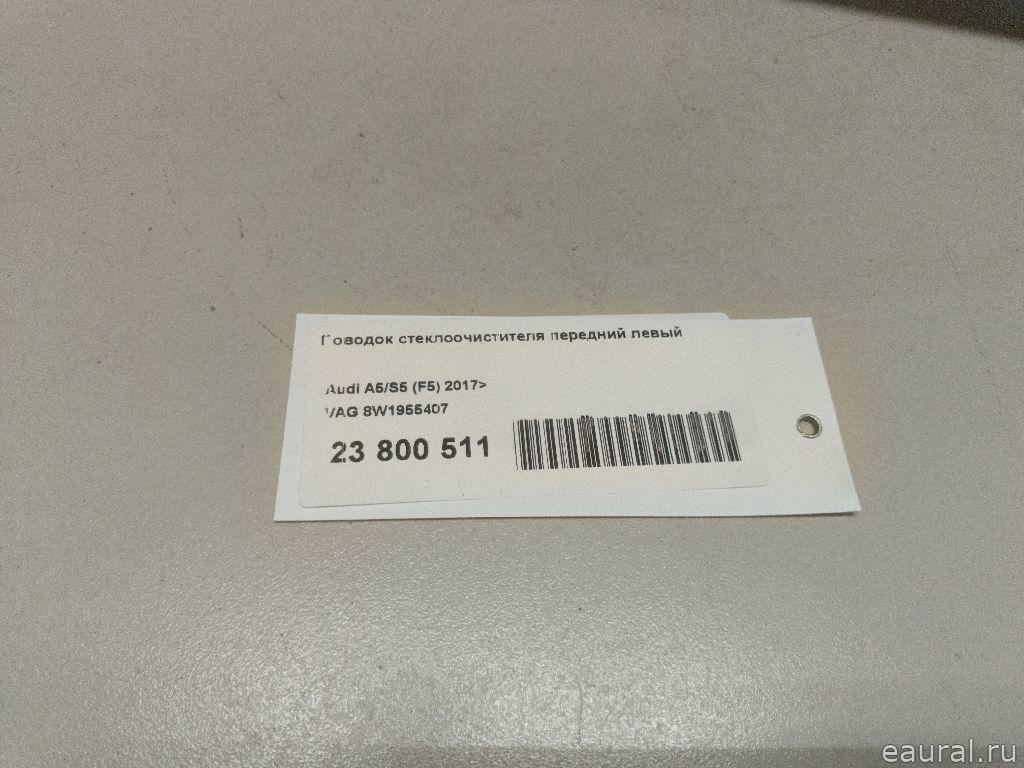 Поводок стеклоочистителя передний левый
Audi A5/S5 (F5) 2017>
VAG 8W1955407
23 800 511
eaural.ru